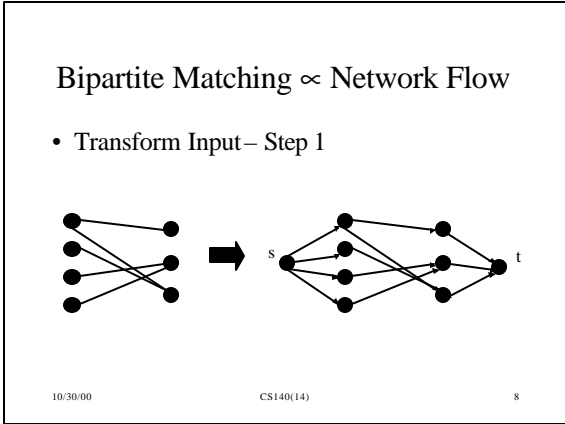 Bipartite Matching ∝ Network Flow
• Transform Input – Step 1
s
t
10/30/00 CS140(14) 8